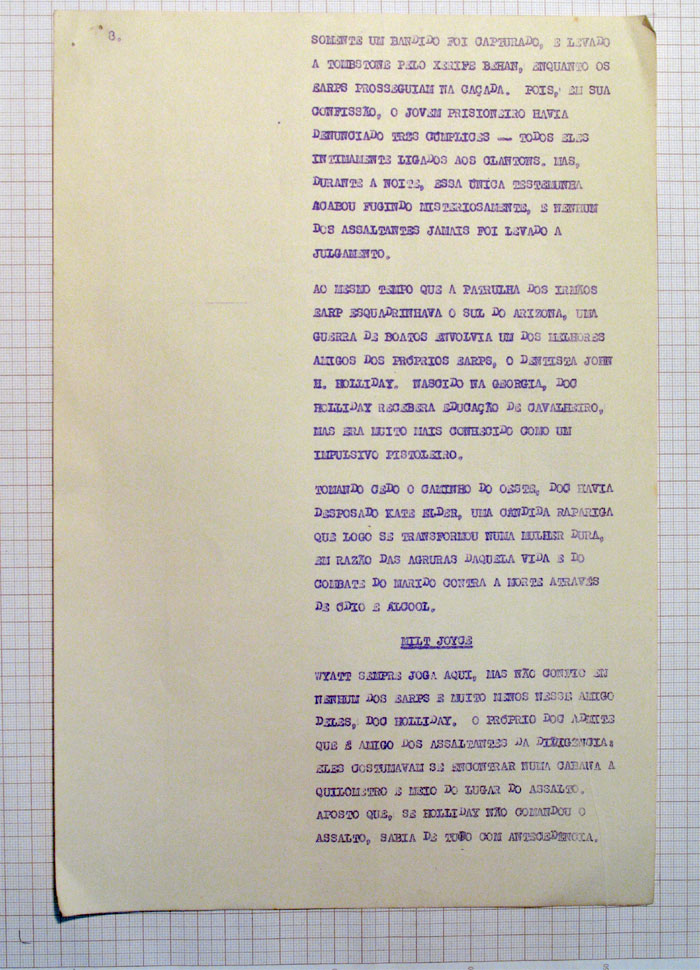 8.
SOMENTE UM BANDIDO FOI CAPTURADO, E LEVADO
A TOMBSTONE PELO XERIFE BEHAN, ENQUANTO OS
EARPS PROSSEGUIAM NA CAÇADA. POIS, EM SUA
CONFISSÃO, O JOVEM PRISIONEIRO HAVIA
DENUNCIADO TRÊS CÚMPLICES — TODOS ELES
INTIMAMENTE LIGADOS AOS CLANTONS. MAS,
DURANTE A NOITE, ESSA ÚNICA TESTEMUNHA
ACABOU FUGINDO MISTERIOSAMENTE, E NENHUM
DOS ASSALTANTES JAMAIS FOI LEVADO A
JULGAMENTO.
AO MESMO TEMPO QUE A PATRULHA DOS IRMÃOS
EARP ESQUADRINHAVA O SUL DO ARIZONA, UMA
GUERRA DE BOATOS ENVOLVIA UM DOS MELHORES
AMIGOS DOS PRÓPRIOS EARPS, O DENTISTA JOHN
H. HOLLIDAY. NASCIDO NA GEORGIA, DOC
HOLLIDAY RECEBERA EDUCAÇÃO DE CAVALHEIRO,
MAS ERA MUITO MAIS CONHECIDO COMO UM
IMPULSIVO PISTOLEIRO.
TOMANDO CEDO O CAMINHO DO OESTE, DOC HAVIA
DESPOSADO KATE ELDER, UMA CÂNDIDA RAPARIGA
QUE LOGO SE TRANSFORMOU NUMA MULHER DURA,
EM RAZÃO DAS AGRURAS DAQUELA VIDA E DO
COMBATE DO MARIDO CONTRA A MORTE ATRAVÉS
DE ÓDIO E ÁLCOOL.
MILT JOYCE
WYATT SEMPRE JOGA AQUI, MAS NÃO CONFIO EM
NENHUM DOS EARPS E MUITO MENOS NESSE AMIGO
DELES, DOC HOLLIDAY. O PRÓPRIO DOC ADMITE
QUE É AMIGO DOS ASSALTANTES DA DILIGÊNCIA:
ELES COSTUMAVAM SE ENCONTRAR NUMA CABANA A
QUILOMETRO E MEIO DO LUGAR DO ASSALTO.
APOSTO QUE, SE HOLLIDAY NÃO COMANDOU O
ASSALTO, SABIA DE TUDO COM ANTECEDÊNCIA.